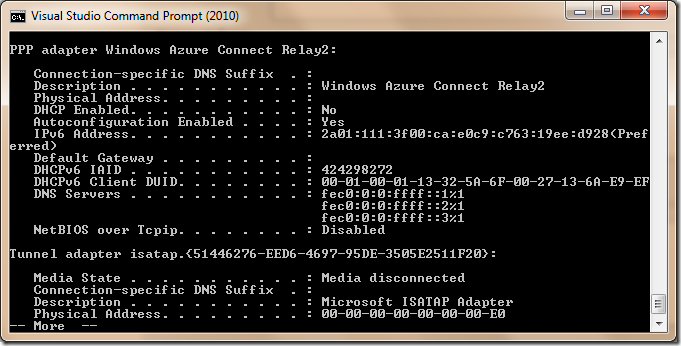 Visual Studio Command Prompt (2010)
PPP adapter Windows Azure Connect Relay2:
Connection-specific DNS Suffix . :
Description . . . . . . . . . . . : Windows Azure Connect Relay2
Physical Address. . . . . . . . . :
DHCP Enabled. . . . . . . . . . . : No
Autoconfiguration Enabled . . . . : Yes
IPv6 Address. . . . . . . . . . . : 2a01:111:3f00:ca:e0c9:c763:19ee:d928(Pref
erred)
Default Gateway . . . . . . . . . :
DHCPv6 IAID . . . . . . . . . . . : 424298272
DHCPv6 Client DUID. . . . . . . . : 00-01-00-01-13-32-5A-6F-00-27-13-6A-E9-EF
DNS Servers . . . . . . . . . . . : fec0:0:0:ffff::1%1
fec0:0:0:ffff::2%1
fec0:0:0:ffff::3%1
NetBIOS over Tcpip. . . . . . . . : Disabled
Tunnel adapter isatap.{51446276-EED6-4697-95DE-3505E2511F20}:
Media State . . . . . . . . . . . : Media disconnected
Connection-specific DNS Suffix . :
Description . . . . . . . . . . . : Microsoft ISATAP Adapter
Physical Address. . . . . . . . . : 00-00-00-00-00-00-00-E0
-- More --